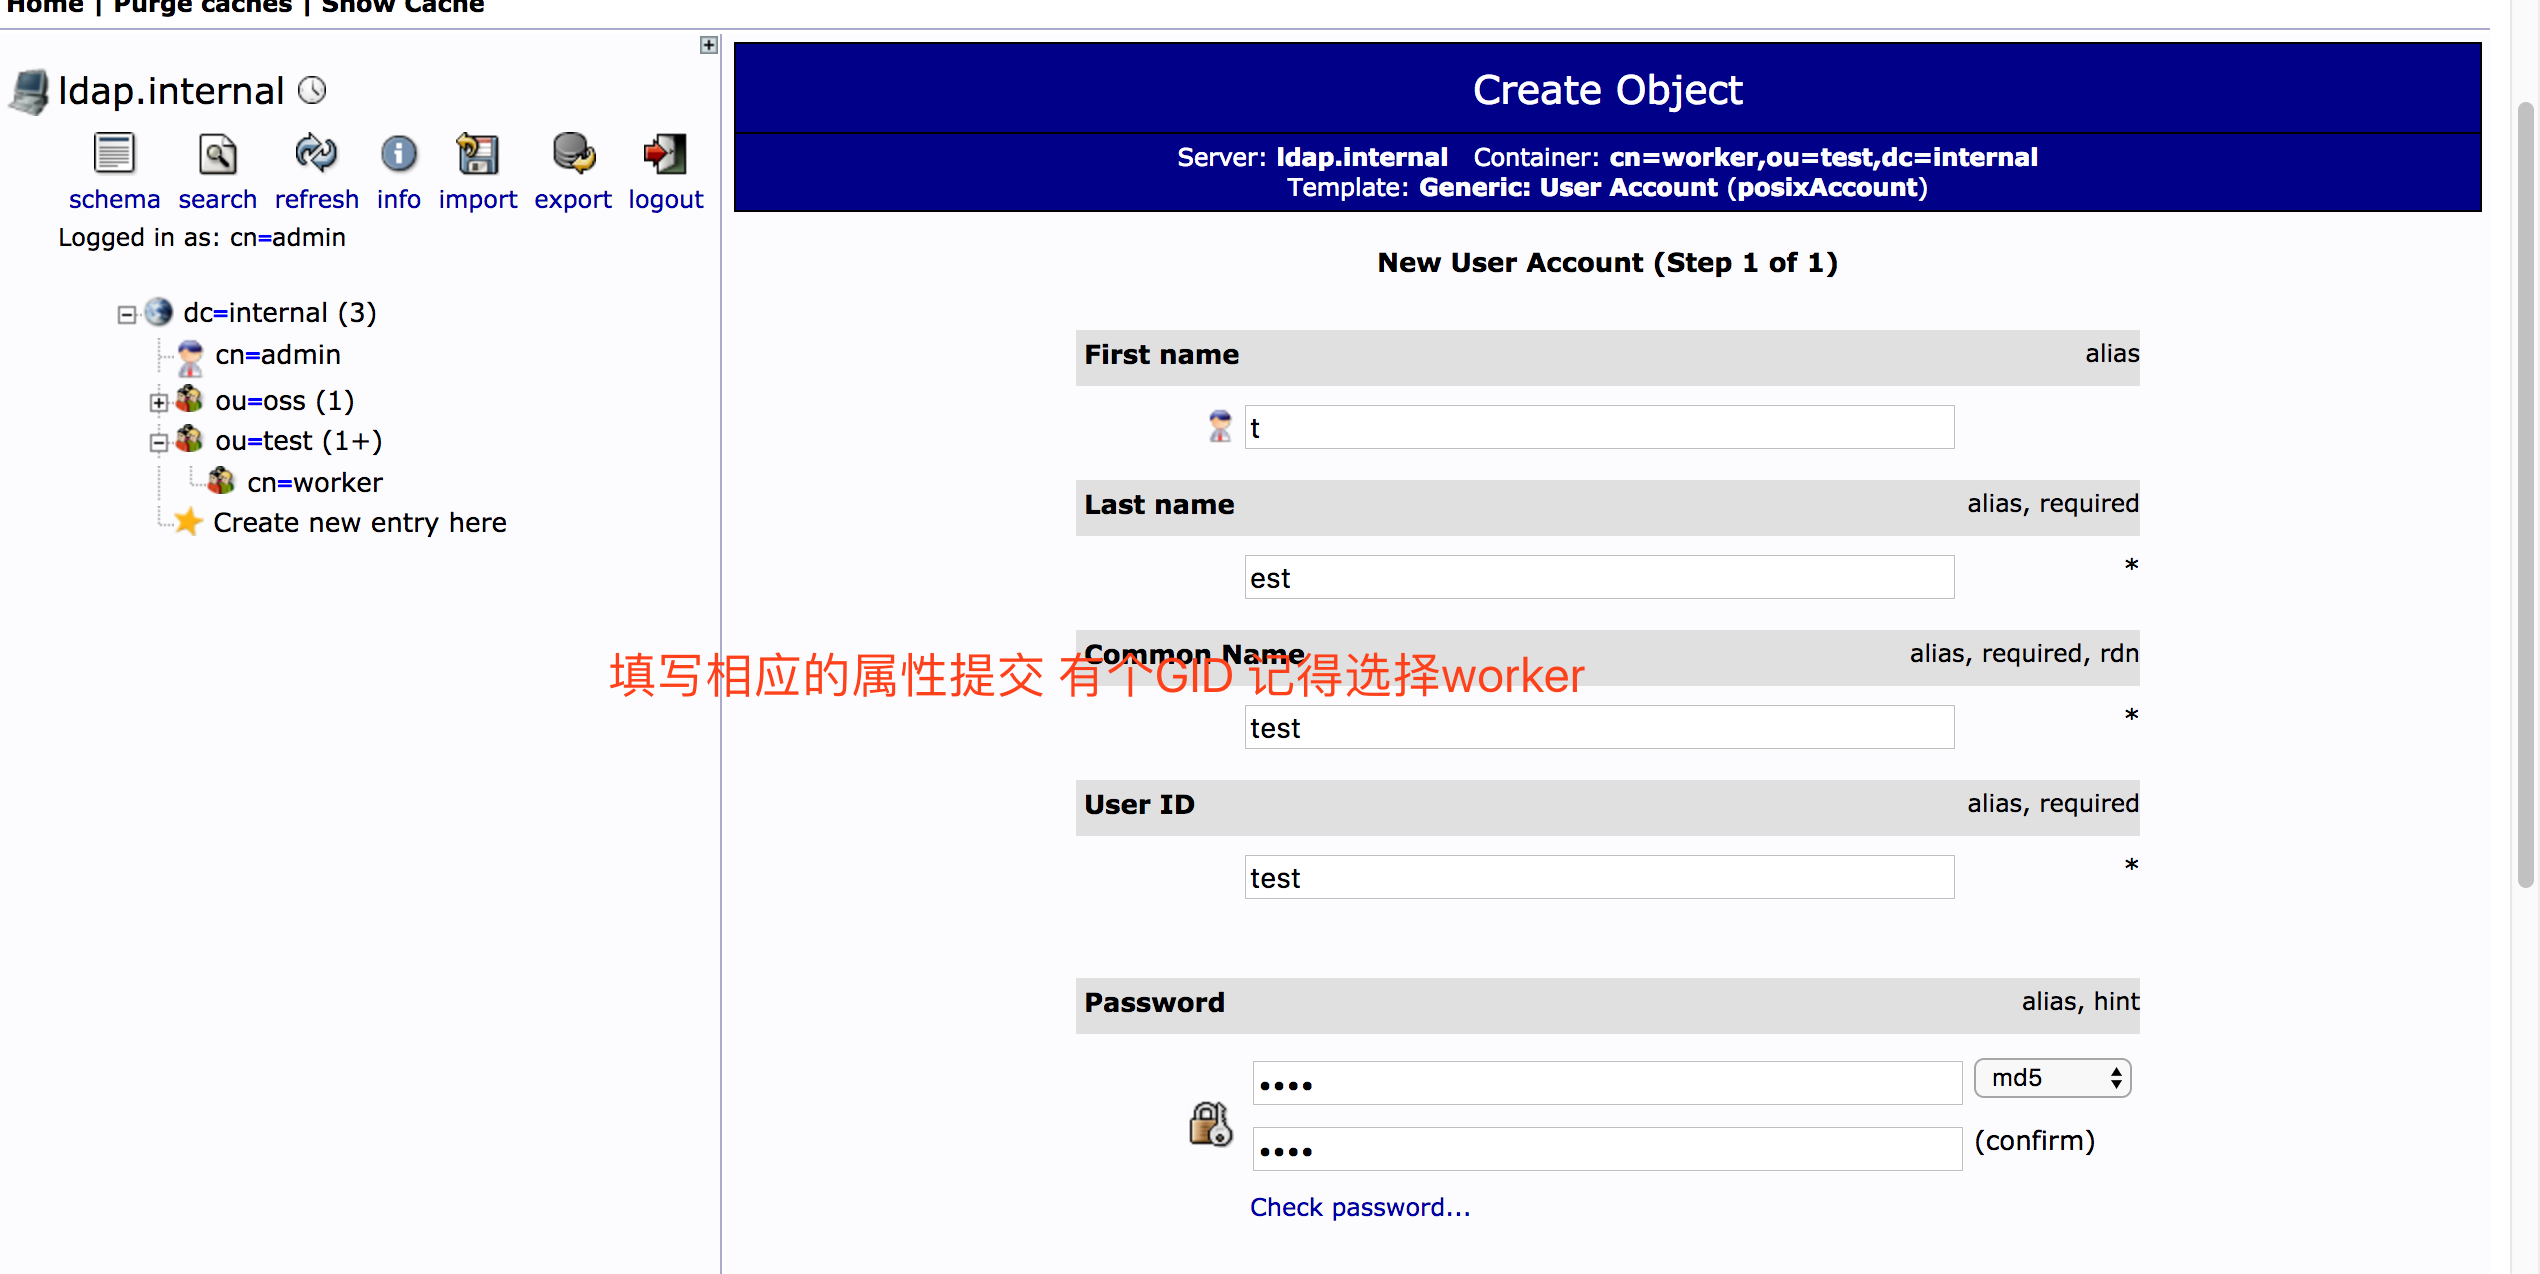 Home | Purge caches | Show Cache
ldap.internal
schema search refresh info import export logout
Logged in as: cn=admin
dc=internal (3)
cn=admin
ou=oss (1)
ou=test (1+)
cn=worker
Create new entry here
Create Object
Server: ldap.internal Container: cn=worker,ou=test,dc=internal
Template: Generic: User Account (posixAccount)
New User Account (Step 1 of 1)
First name alias
t
Last name alias, required
est *
Common Name alias, required, rdn
填写相应的属性提交 有个GID 记得选择worker
test *
User ID alias, required
test *
Password alias, hint
•••• md5
•••• (confirm)
Check password...